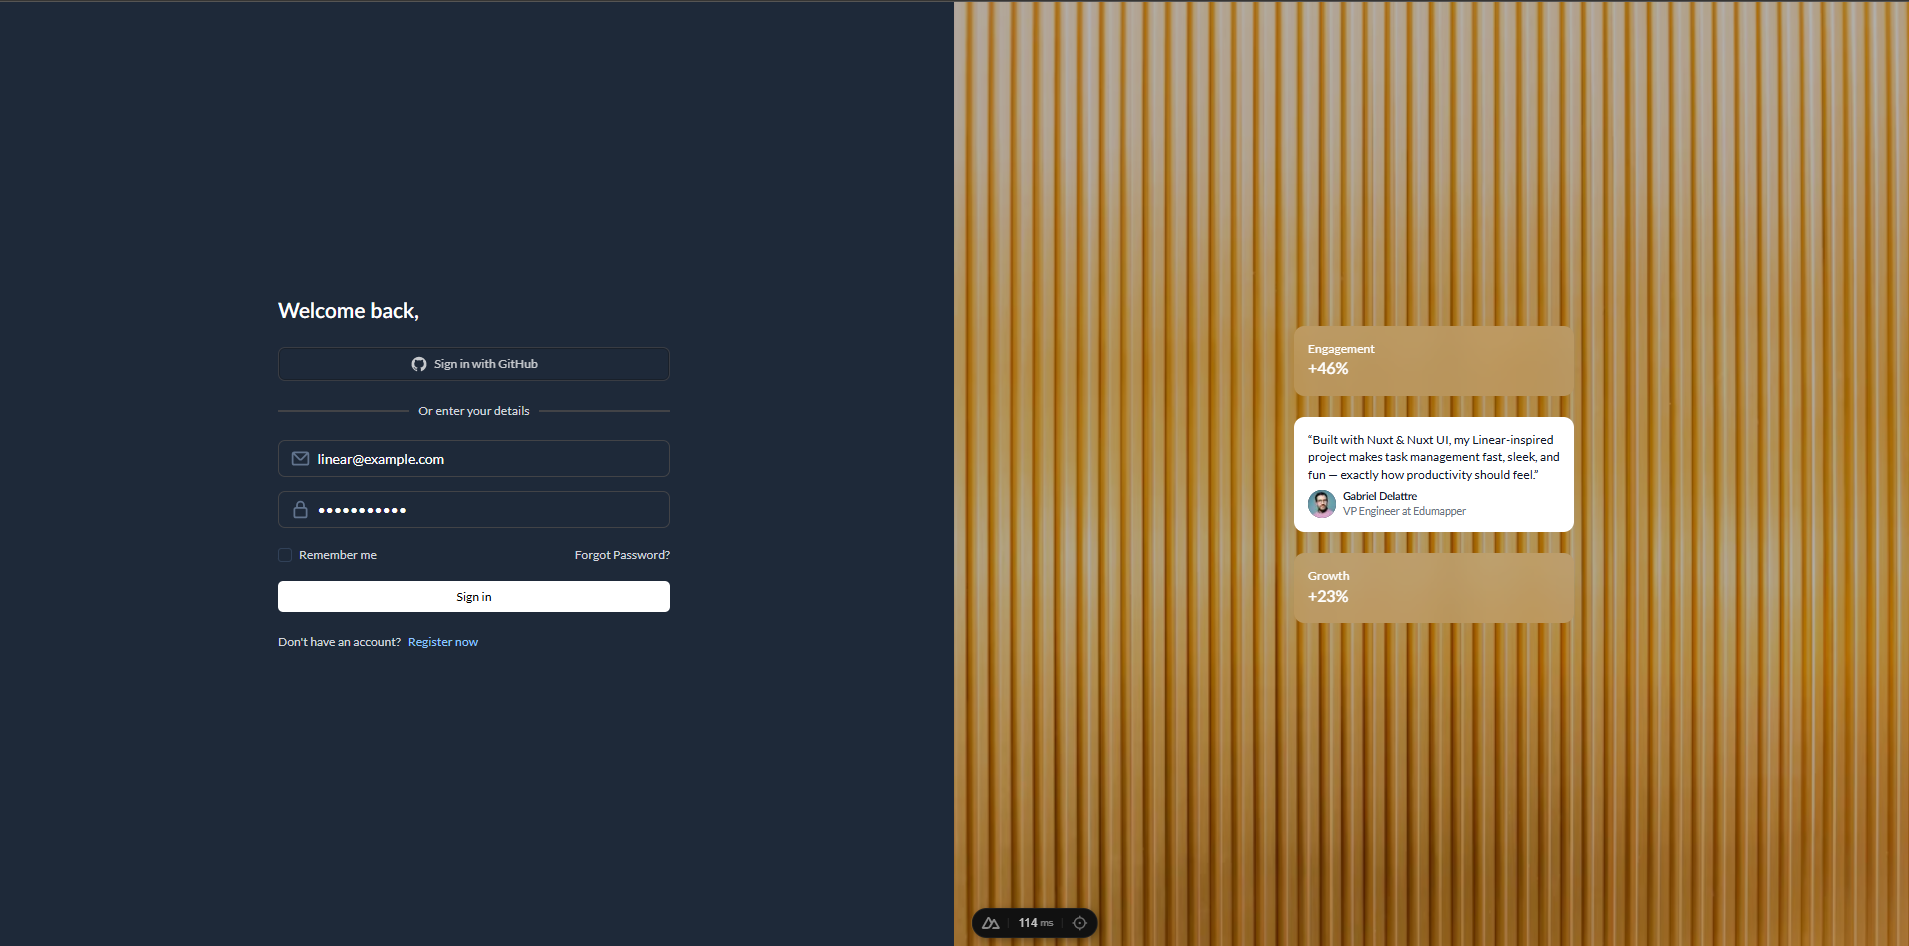 Welcome back,
Sign in with GitHub
Or enter your details
linear@example.com
●●●●●●●●●●●
Remember me
Forgot Password?
Sign in
Don't have an account? Register now
Engagement
+46%
“Built with Nuxt & Nuxt UI, my Linear-inspired
project makes task management fast, sleek, and
fun — exactly how productivity should feel.”
Gabriel Delattre
VP Engineer at Edumapper
Growth
+23%
114 ms